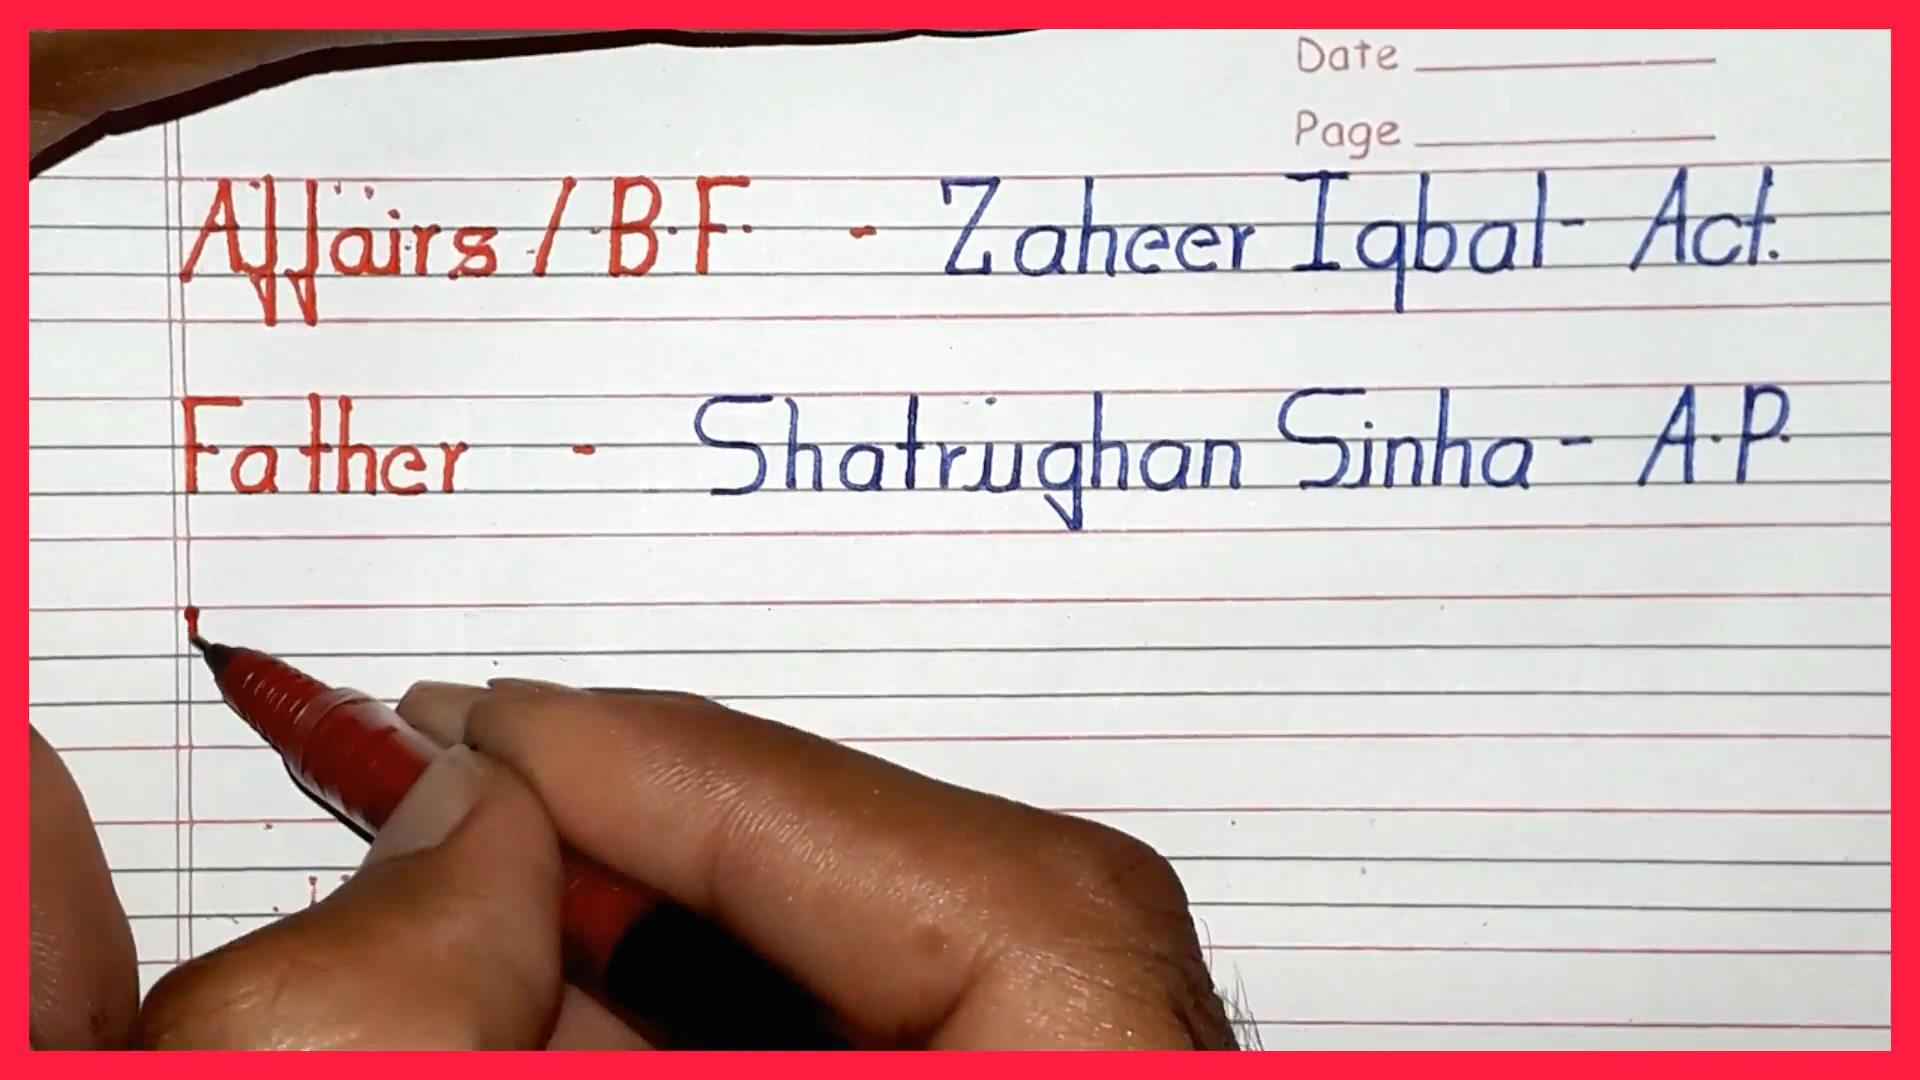 Date
Page
Affairs / B.F. - Zaheer Iqbal - Act.
Father - Shatrughan Sinha - A.P.